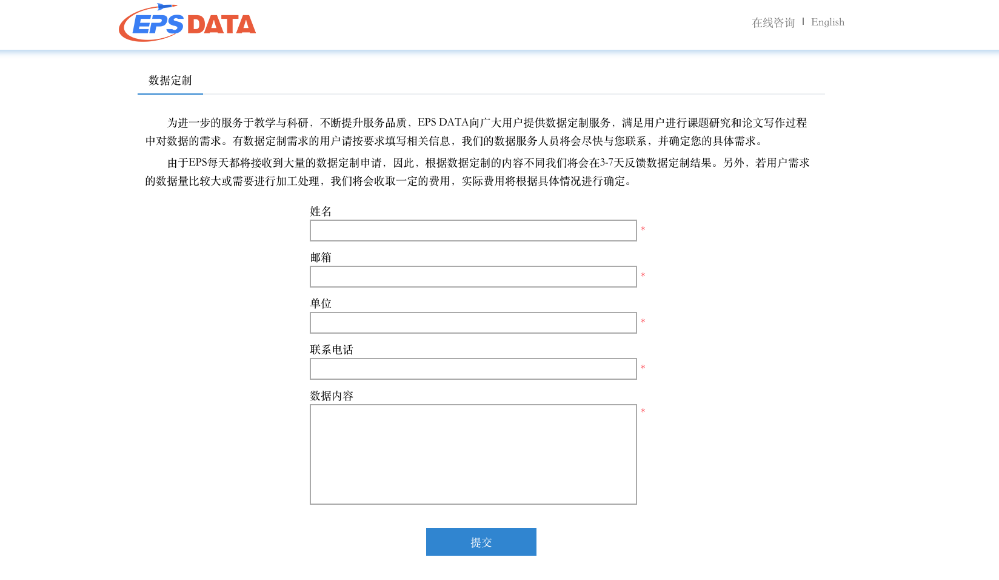 EPS DATA
在线咨询 | English
数据定制
为进一步的服务于教学与科研，不断提升服务品质，EPS DATA向广大用户提供数据定制服务，满足用户进行课题研究和论文写作过程
中对数据的需求。有数据定制需求的用户请按要求填写相关信息，我们的数据服务人员将会尽快与您联系，并确定您的具体需求。
由于EPS每天都将接收到大量的数据定制申请，因此，根据数据定制的内容不同我们将会在3-7天反馈数据定制结果。另外，若用户需求
的数据量比较大或需要进行加工处理，我们将会收取一定的费用，实际费用将根据具体情况进行确定。
姓名
*
邮箱
*
单位
*
联系电话
*
数据内容
*
提交